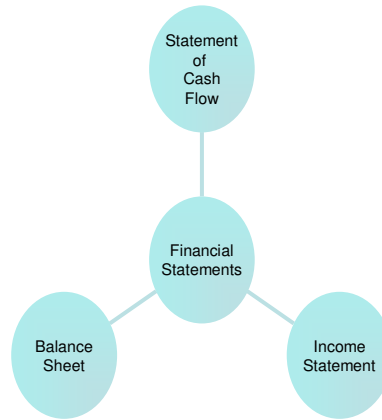 Statement
of
Cash
Flow
Financial
Statements
Balance
Sheet
Income
Statement